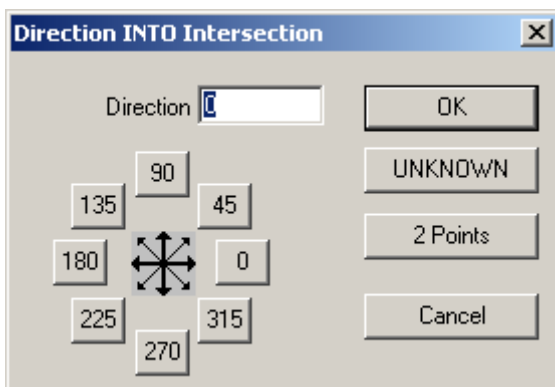 Direction INTO Intersection
Direction 0
OK
90
UNKNOWN
135
45
2 Points
180
0
225
315
Cancel
270